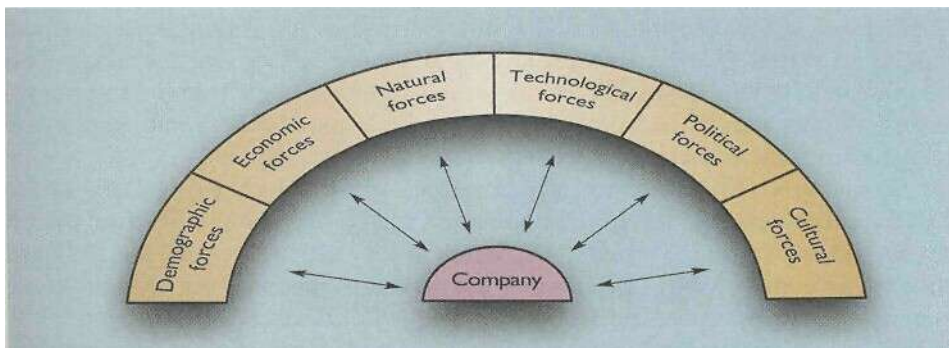 Demographic
forces
Economic
forces
Natural
forces
Technological
forces
Political
forces
Cultural
forces
Company